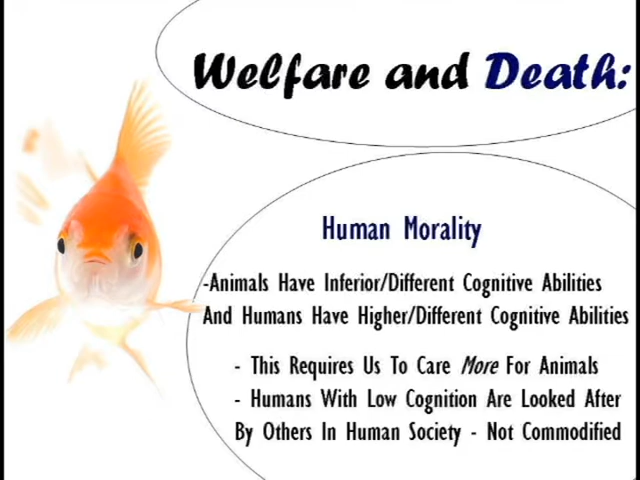 Welfare and Death:
Human Morality
-Animals Have Inferior/Different Cognitive Abilities
And Humans Have Higher/Different Cognitive Abilities
- This Requires Us To Care More For Animals
- Humans With Low Cognition Are Looked After
By Others In Human Society - Not Commodified